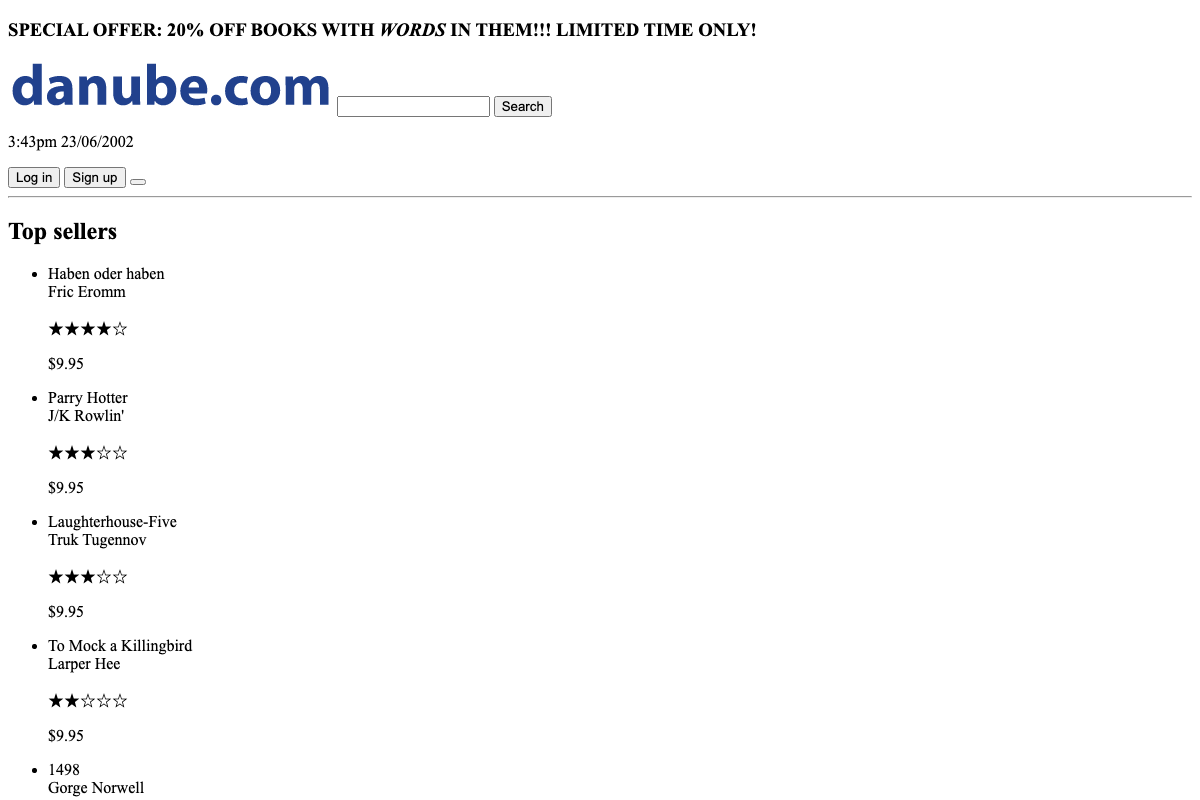 SPECIAL OFFER: 20% OFF BOOKS WITH WORDS IN THEM!!! LIMITED TIME ONLY!
danube.com Search
3:43pm 23/06/2002
Log in Sign up
Top sellers
Haben oder haben
Fric Eromm
★★★★☆
$9.95
Parry Hotter
J/K Rowlin'
★★★☆☆
$9.95
Laughterhouse-Five
Truk Tugennov
★★★☆☆
$9.95
To Mock a Killingbird
Larper Hee
★★☆☆☆
$9.95
1498
Gorge Norwell